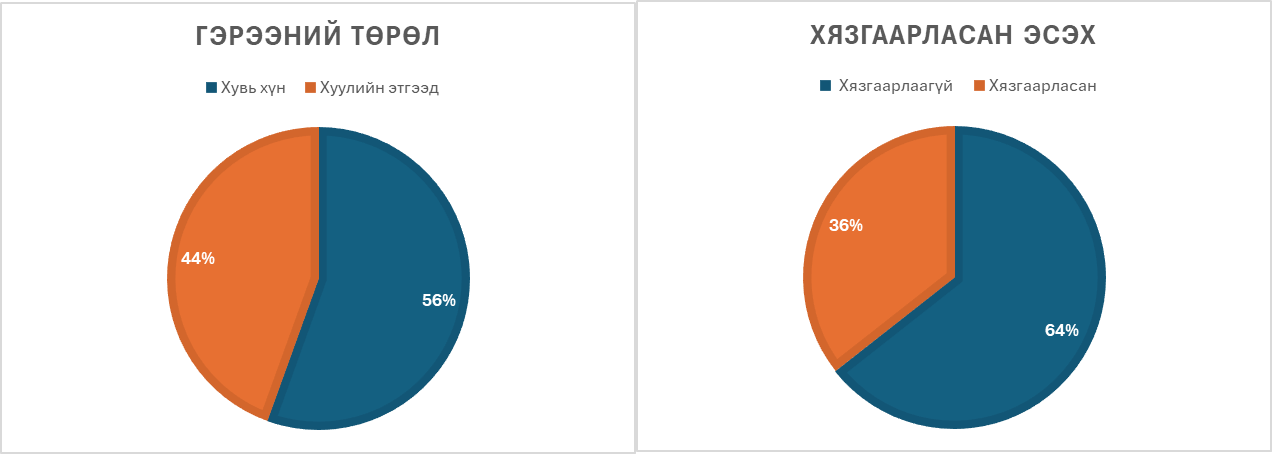 ГЭРЭЭНИЙ ТӨРӨЛ
Хувь хүн Хуулийн этгээд
44%
56%
ХЯЗГААРЛАСАН ЭСЭХ
Хязгаарлаагүй Хязгаарласан
36%
64%